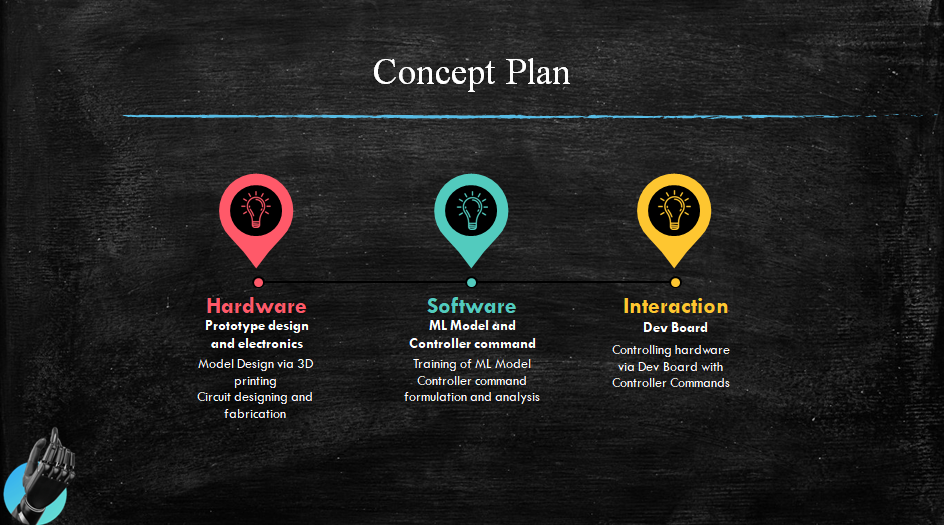 Concept Plan
Hardware
Prototype design
and electronics
Model Design via 3D
printing
Circuit designing and
fabrication
Software
ML Model and
Controller command
Training of ML Model
Controller command
formulation and analysis
Interaction
Dev Board
Controlling hardware
via Dev Board with
Controller Commands